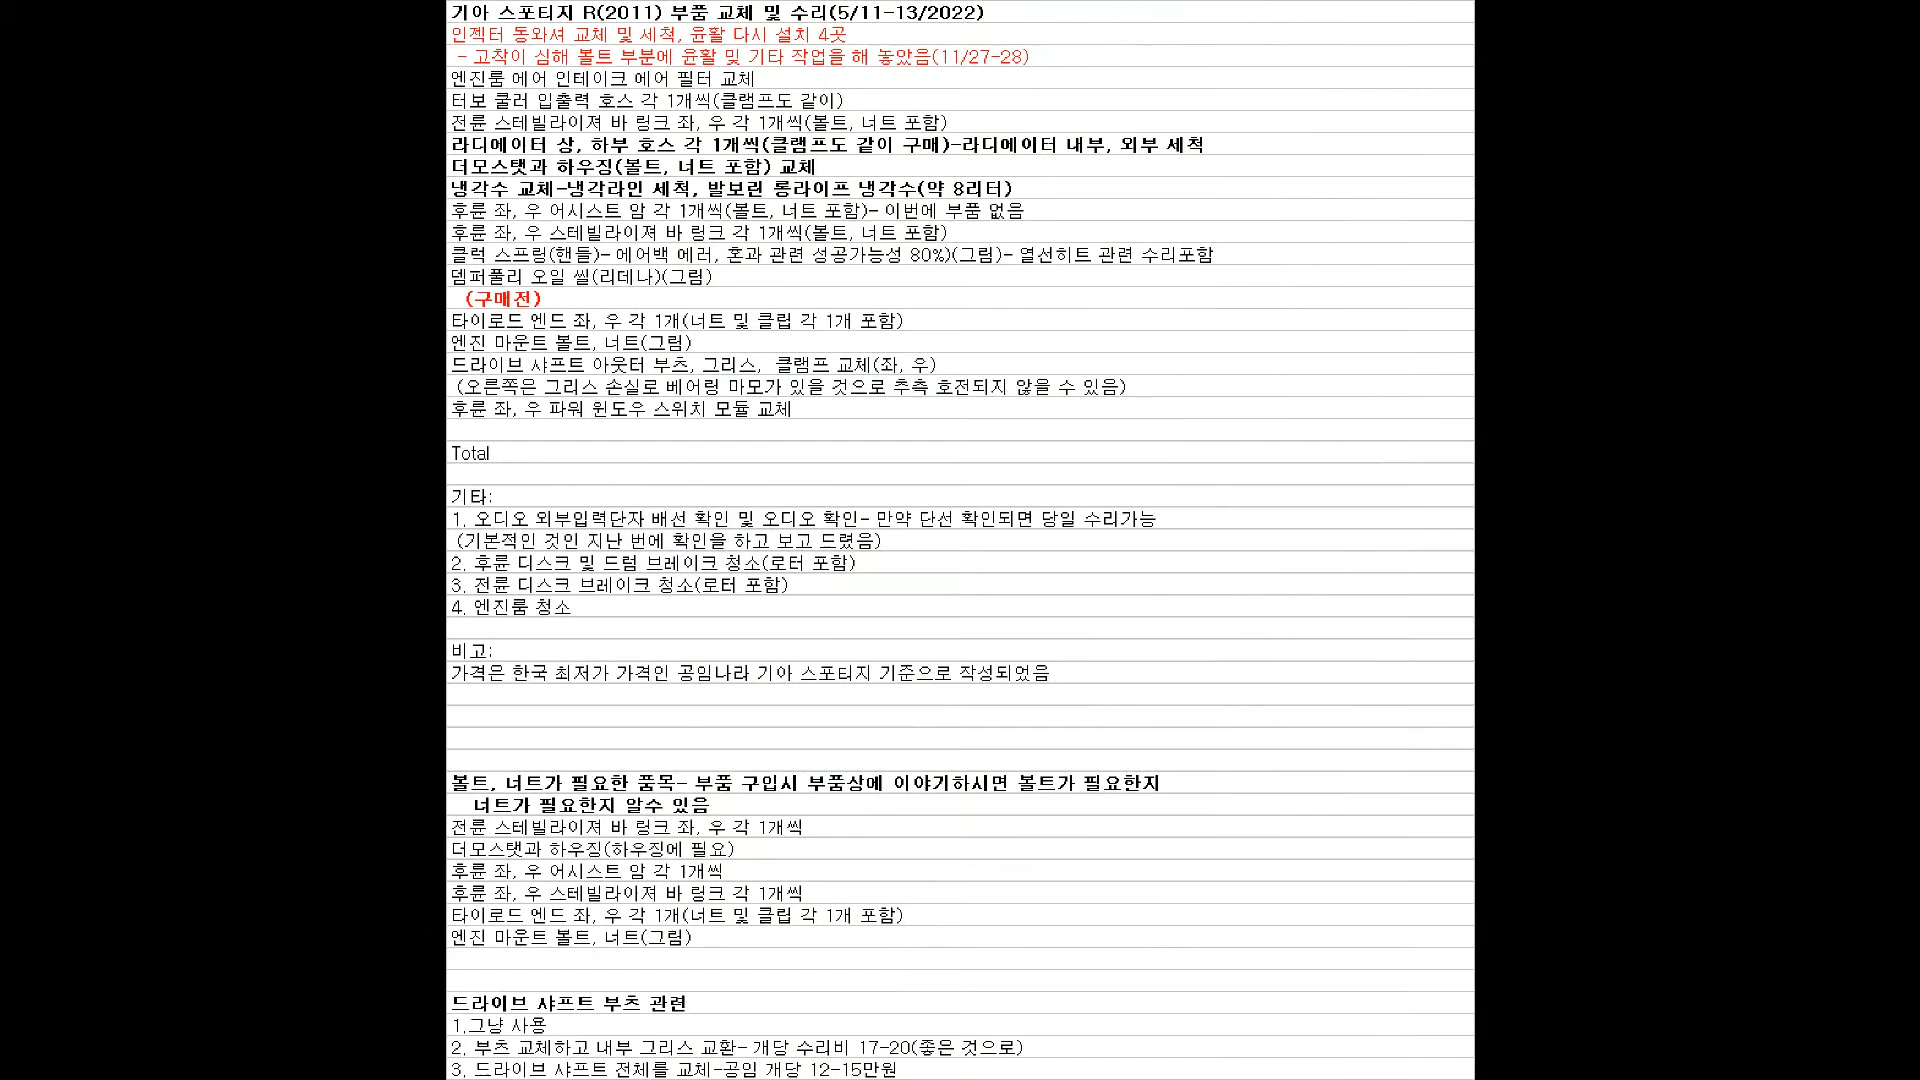 기아 스포티지 R(2011) 부품 교체 및 수리(5/11-13/2022)
인젝터 동와셔 교체 및 세척, 윤활 다시 설치 4곳
- 고착이 심해 볼트 부분에 윤활 및 기타 작업을 해 놓았음(11/27-28)
엔진룸 에어 인테이크 에어 필터 교체
터보 쿨러 입출력 호스 각 1개씩(클램프도 같이)
전륜 스테빌라이져 바 링크 좌, 우 각 1개씩(볼트, 너트 포함)
라디에이터 상, 하부 호스 각 1개씩(클램프도 같이 구매)-라디에이터 내부, 외부 세척
더모스탯과 하우징(볼트, 너트 포함) 교체
냉각수 교체-냉각라인 세척, 발보린 롱라이프 냉각수(약 8리터)
후륜 좌, 우 어시스트 암 각 1개씩(볼트, 너트 포함)- 이번에 부품 없음
후륜 좌, 우 스테빌라이져 바 링크 각 1개씩(볼트, 너트 포함)
클럭 스프링(핸들)- 에어백 에러, 혼과 관련 성공가능성 80%)(그림)- 열선히트 관련 수리포함
뎀퍼풀리 오일 씰(리데나)(그림)
(구매전)
타이로드 엔드 좌, 우 각 1개(너트 및 클립 각 1개 포함)
엔진 마운트 볼트, 너트(그림)
드라이브 샤프트 아웃터 부츠, 그리스, 클램프 교체(좌, 우)
(오른쪽은 그리스 손실로 베어링 마모가 있을 것으로 추측 호전되지 않을 수 있음)
후륜 좌, 우 파워 윈도우 스위치 모듈 교체
Total
기타:
1. 오디오 외부입력단자 배선 확인 및 오디오 확인- 만약 단선 확인되면 당일 수리가능
(기본적인 것인 지난 번에 확인을 하고 보고 드렸음)
2. 후륜 디스크 및 드럼 브레이크 청소(로터 포함)
3. 전륜 디스크 브레이크 청소(로터 포함)
4. 엔진룸 청소
비고:
가격은 한국 최저가 가격인 공임나라 기아 스포티지 기준으로 작성되었음
볼트, 너트가 필요한 품목- 부품 구입시 부품상에 이야기하시면 볼트가 필요한지
너트가 필요한지 알수 있음
전륜 스테빌라이져 바 링크 좌, 우 각 1개씩
더모스탯과 하우징(하우징에 필요)
후륜 좌, 우 어시스트 암 각 1개씩
후륜 좌, 우 스테빌라이져 바 링크 각 1개씩
타이로드 엔드 좌, 우 각 1개(너트 및 클립 각 1개 포함)
엔진 마운트 볼트, 너트(그림)
드라이브 샤프트 부츠 관련
1.그냥 사용
2. 부츠 교체하고 내부 그리스 교환- 개당 수리비 17-20(좋은 것으로)
3. 드라이브 샤프트 전체를 교체-공임 개당 12-15만원